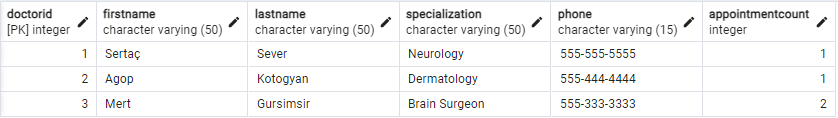 doctorid firstname lastname specialization phone appointmentcount
[PK] integer character varying (50) character varying (50) character varying (50) character varying (15) integer
1 Sertaç Sever Neurology 555-555-5555 1
2 Agop Kotogyan Dermatology 555-444-4444 1
3 Mert Gursimsir Brain Surgeon 555-333-3333 2